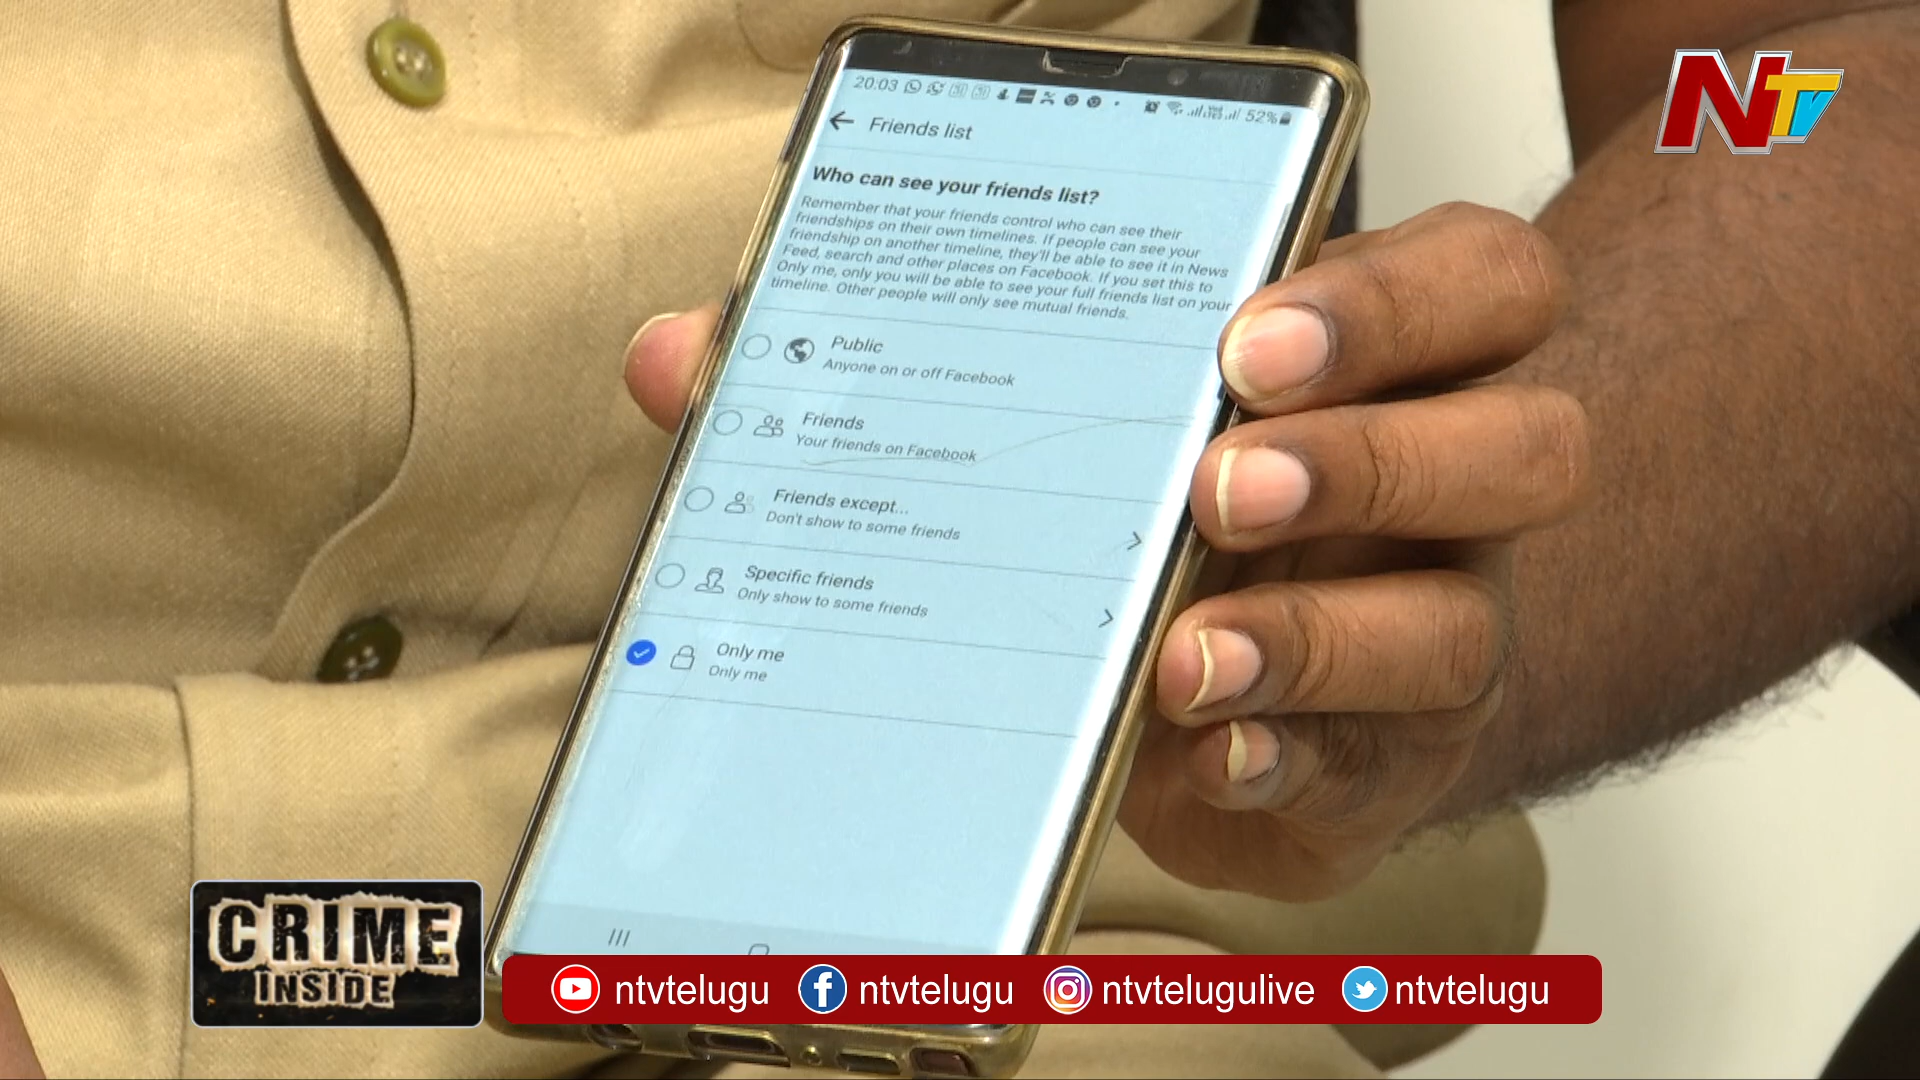 NTV
20:03 52%
Friends list
Who can see your friends list?
Remember that your friends control who can see their
friendships on their own timelines. If people can see your
friendship on another timeline, they'll be able to see it in News
Feed, search and other places on Facebook. If you set this to
Only me, only you will be able to see your full friends list on your
timeline. Other people will only see mutual friends.
Public
Anyone on or off Facebook
Friends
Your friends on Facebook
Friends except...
Don't show to some friends
Specific friends
Only show to some friends
Only me
Only me
CRIME
INSIDE
ntvtelugu ntvtelugu ntvtelugulive ntvtelugu